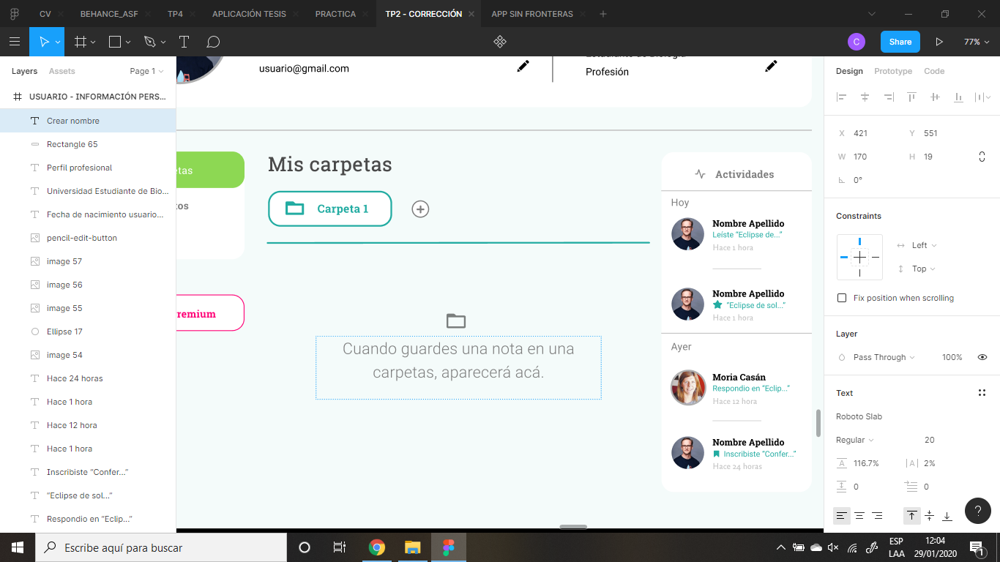 CV
BEHANCE_ASF
TP4
APLICACIÓN TESIS
PRACTICA
TP2 - CORRECCIÓN
APP SIN FRONTERAS
C
Share
77%
Layers
Assets
Page 1
USUARIO - INFORMACIÓN PERS...
Crear nombre
Rectangle 65
Perfil profesional
Universidad Estudiante de Bio...
Fecha de nacimiento usuario...
pencil-edit-button
image 57
image 56
image 55
Ellipse 17
image 54
Hace 24 horas
Hace 1 hora
Hace 12 hora
Hace 1 hora
Inscribiste “Confer...”
“Eclipse de sol...”
Respondio en “Eclip...”
usuario@gmail.com
Estudiante de Biología
Profesión
etas
tos
remium
Mis carpetas
Carpeta 1
Cuando guardes una nota en una
carpetas, aparecerá acá.
Actividades
Hoy
Nombre Apellido
Leíste “Eclipse de...”
Hace 1 hora
Nombre Apellido
“Eclipse de sol...”
Hace 1 hora
Ayer
Moria Casán
Respondio en “Eclip...”
Hace 12 hora
Nombre Apellido
Inscribiste “Confer...”
Hace 24 horas
Design
Prototype
Code
X 421 Y 551
W 170 H 19
0°
Constraints
Left
Top
Fix position when scrolling
Layer
Pass Through 100%
Text
Roboto Slab
Regular 20
A 116.7% |A| 2%
0 0
?
Escribe aquí para buscar
ESP
LAA
12:04
29/01/2020
1